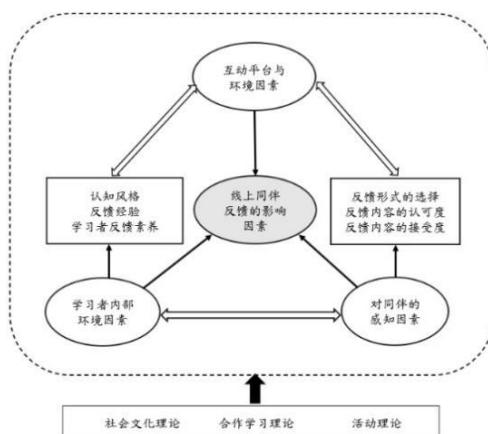 互动平台与
环境因素
认知风格
反馈经验
学习者反馈素养
线上同伴
反馈的影响
因素
反馈形式的选择
反馈内容的认可度
反馈内容的接受度
学习者内部
环境因素
对同伴的
感知因素
社会文化理论 合作学习理论 活动理论